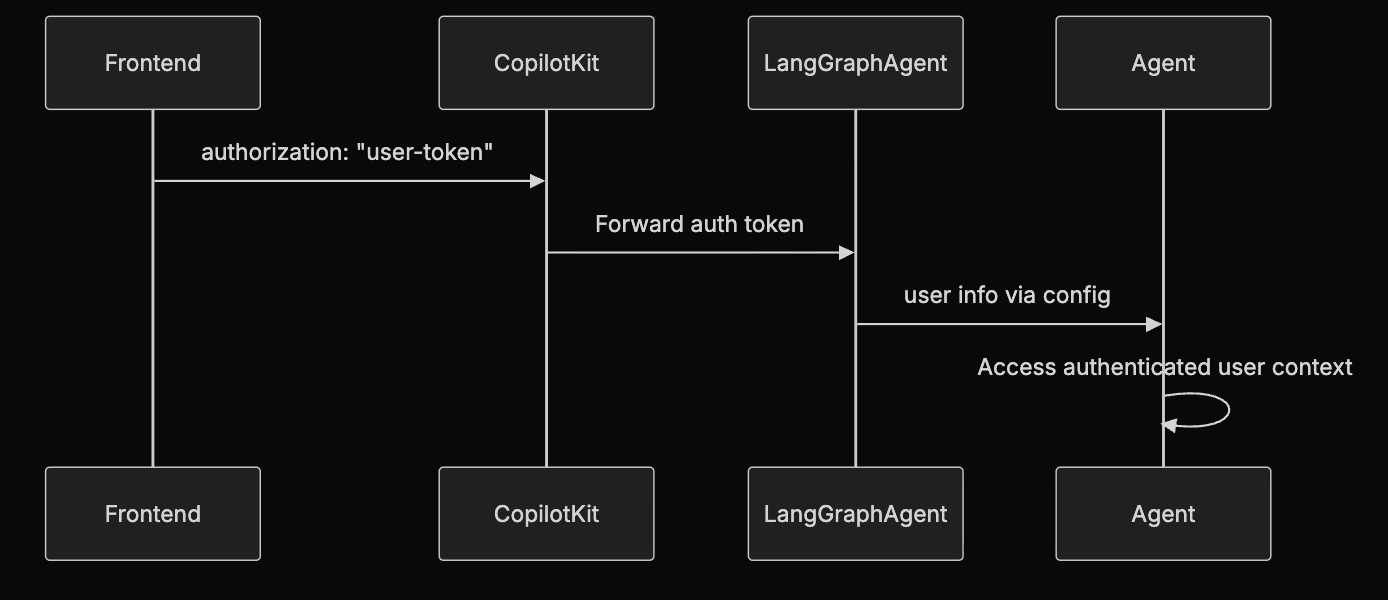 Frontend
CopilotKit
LangGraphAgent
Agent
authorization: "user-token"
Forward auth token
user info via config
Access authenticated user context
Frontend
CopilotKit
LangGraphAgent
Agent